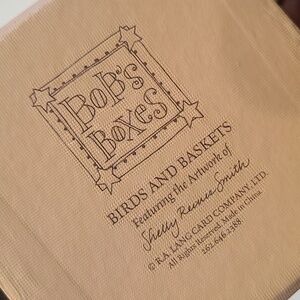 BOB'S
BOXES
BIRDS AND BASKETS
Featuring the Artwork of
Shelly Reeves Smith
© R.A. LANG CARD COMPANY, LTD.
All Rights Reserved. Made in China
262.646.2388